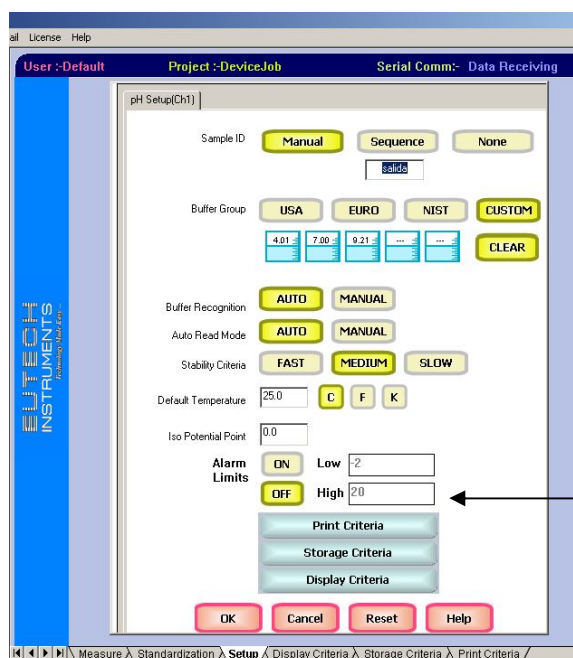 ail License Help
User :-Default Project :-DeviceJob Serial Comm:- Data Receiving
pH Setup(Ch1)
Sample ID Manual Sequence None
salida
Buffer Group USA EURO NIST CUSTOM
4.01 7.00 9.21 --- --- CLEAR
Buffer Recognition AUTO MANUAL
Auto Read Mode AUTO MANUAL
Stability Criteria FAST MEDIUM SLOW
Default Temperature 25.0 C F K
Iso Potential Point 0.0
Alarm Limits ON Low -2
OFF High 20
Print Criteria
Storage Criteria
Display Criteria
OK Cancel Reset Help
Measure Standardization Setup Display Criteria Storage Criteria Print Criteria
EUTECH
INSTRUMENTS
Technology Made Easy...